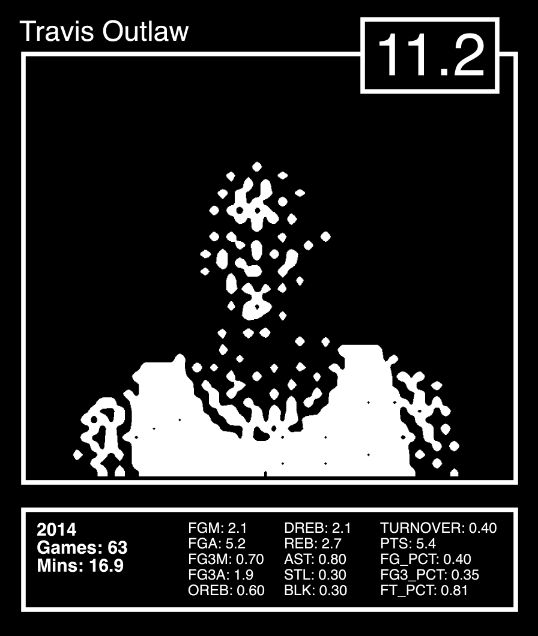 Travis Outlaw
11.2
2014
Games: 63
Mins: 16.9
FGM: 2.1
FGA: 5.2
FG3M: 0.70
FG3A: 1.9
OREB: 0.60
DREB: 2.1
REB: 2.7
AST: 0.80
STL: 0.30
BLK: 0.30
TURNOVER: 0.40
PTS: 5.4
FG_PCT: 0.40
FG3_PCT: 0.35
FT_PCT: 0.81